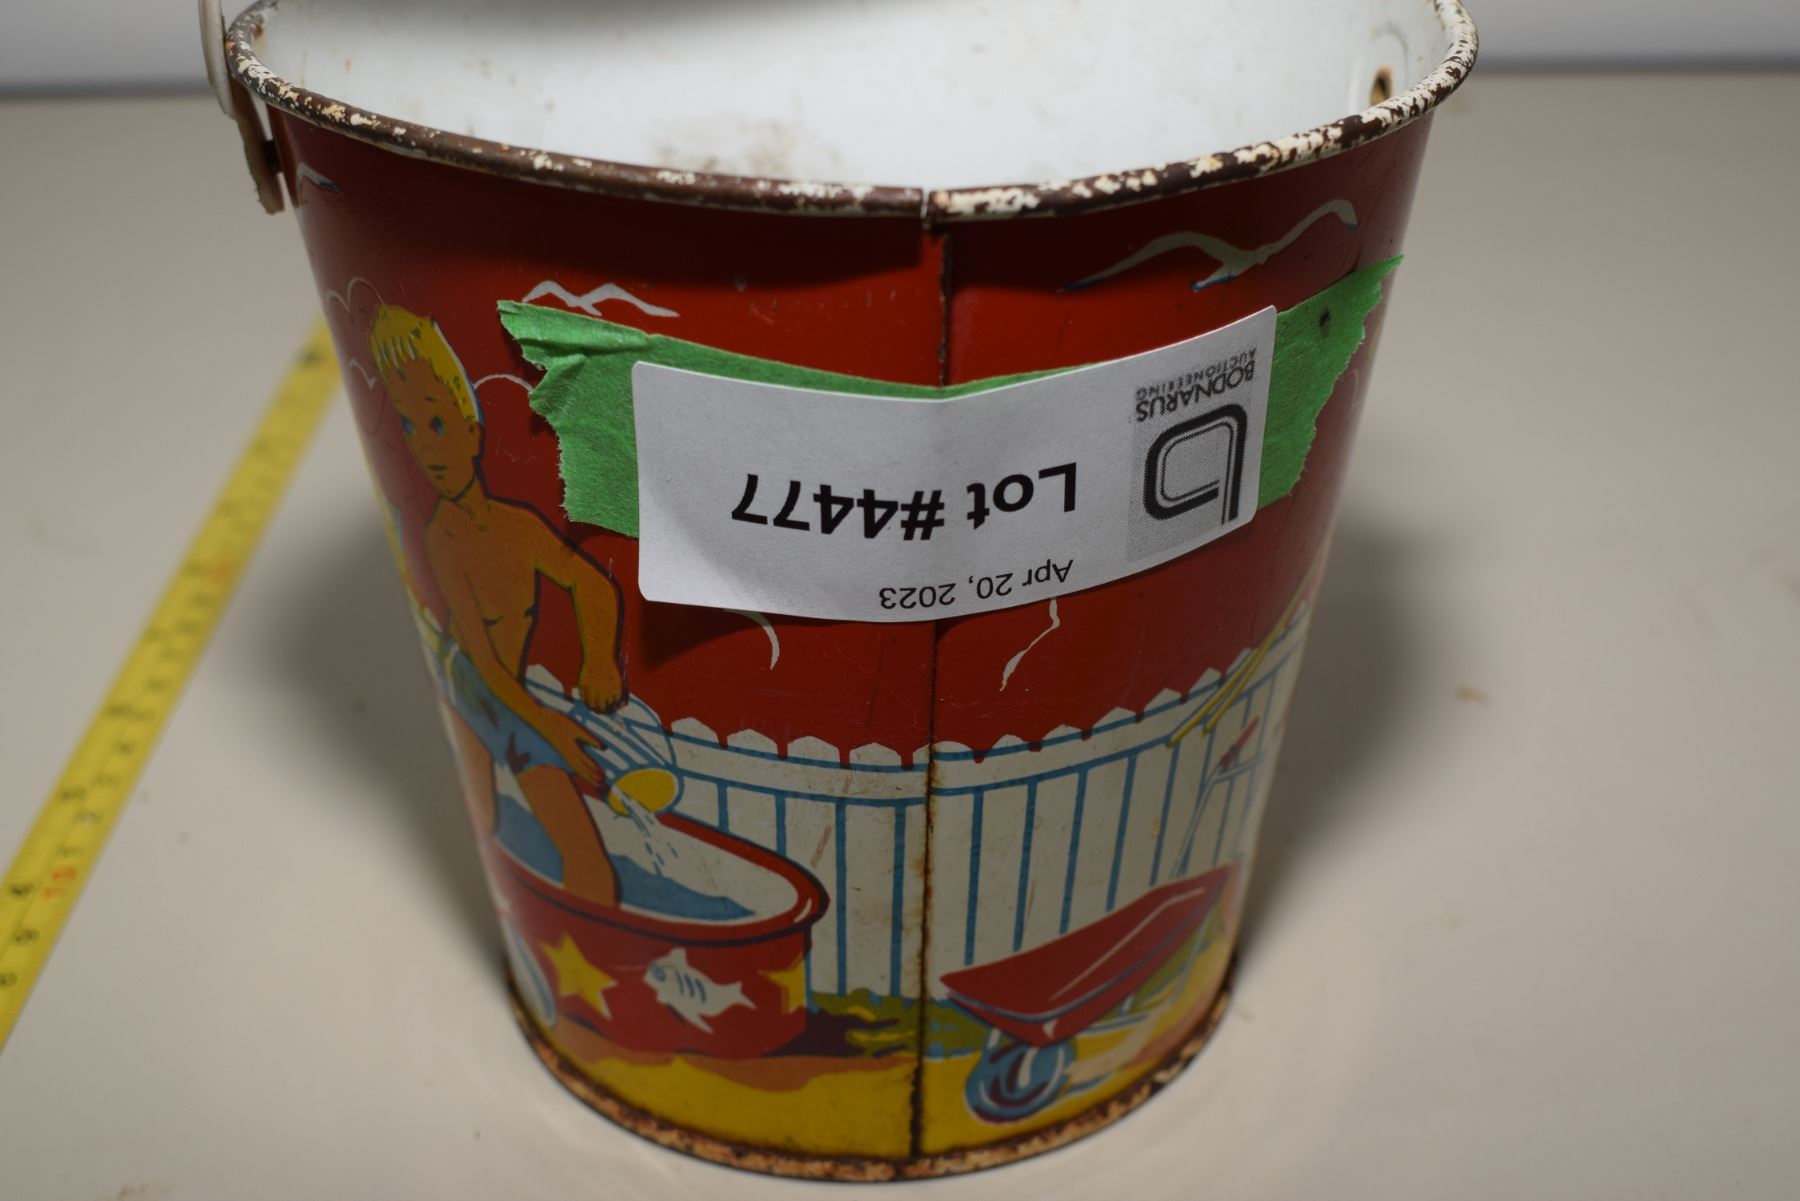 Apr 20, 2023
Lot #4477
BODNARUS
AUCTIONEERING